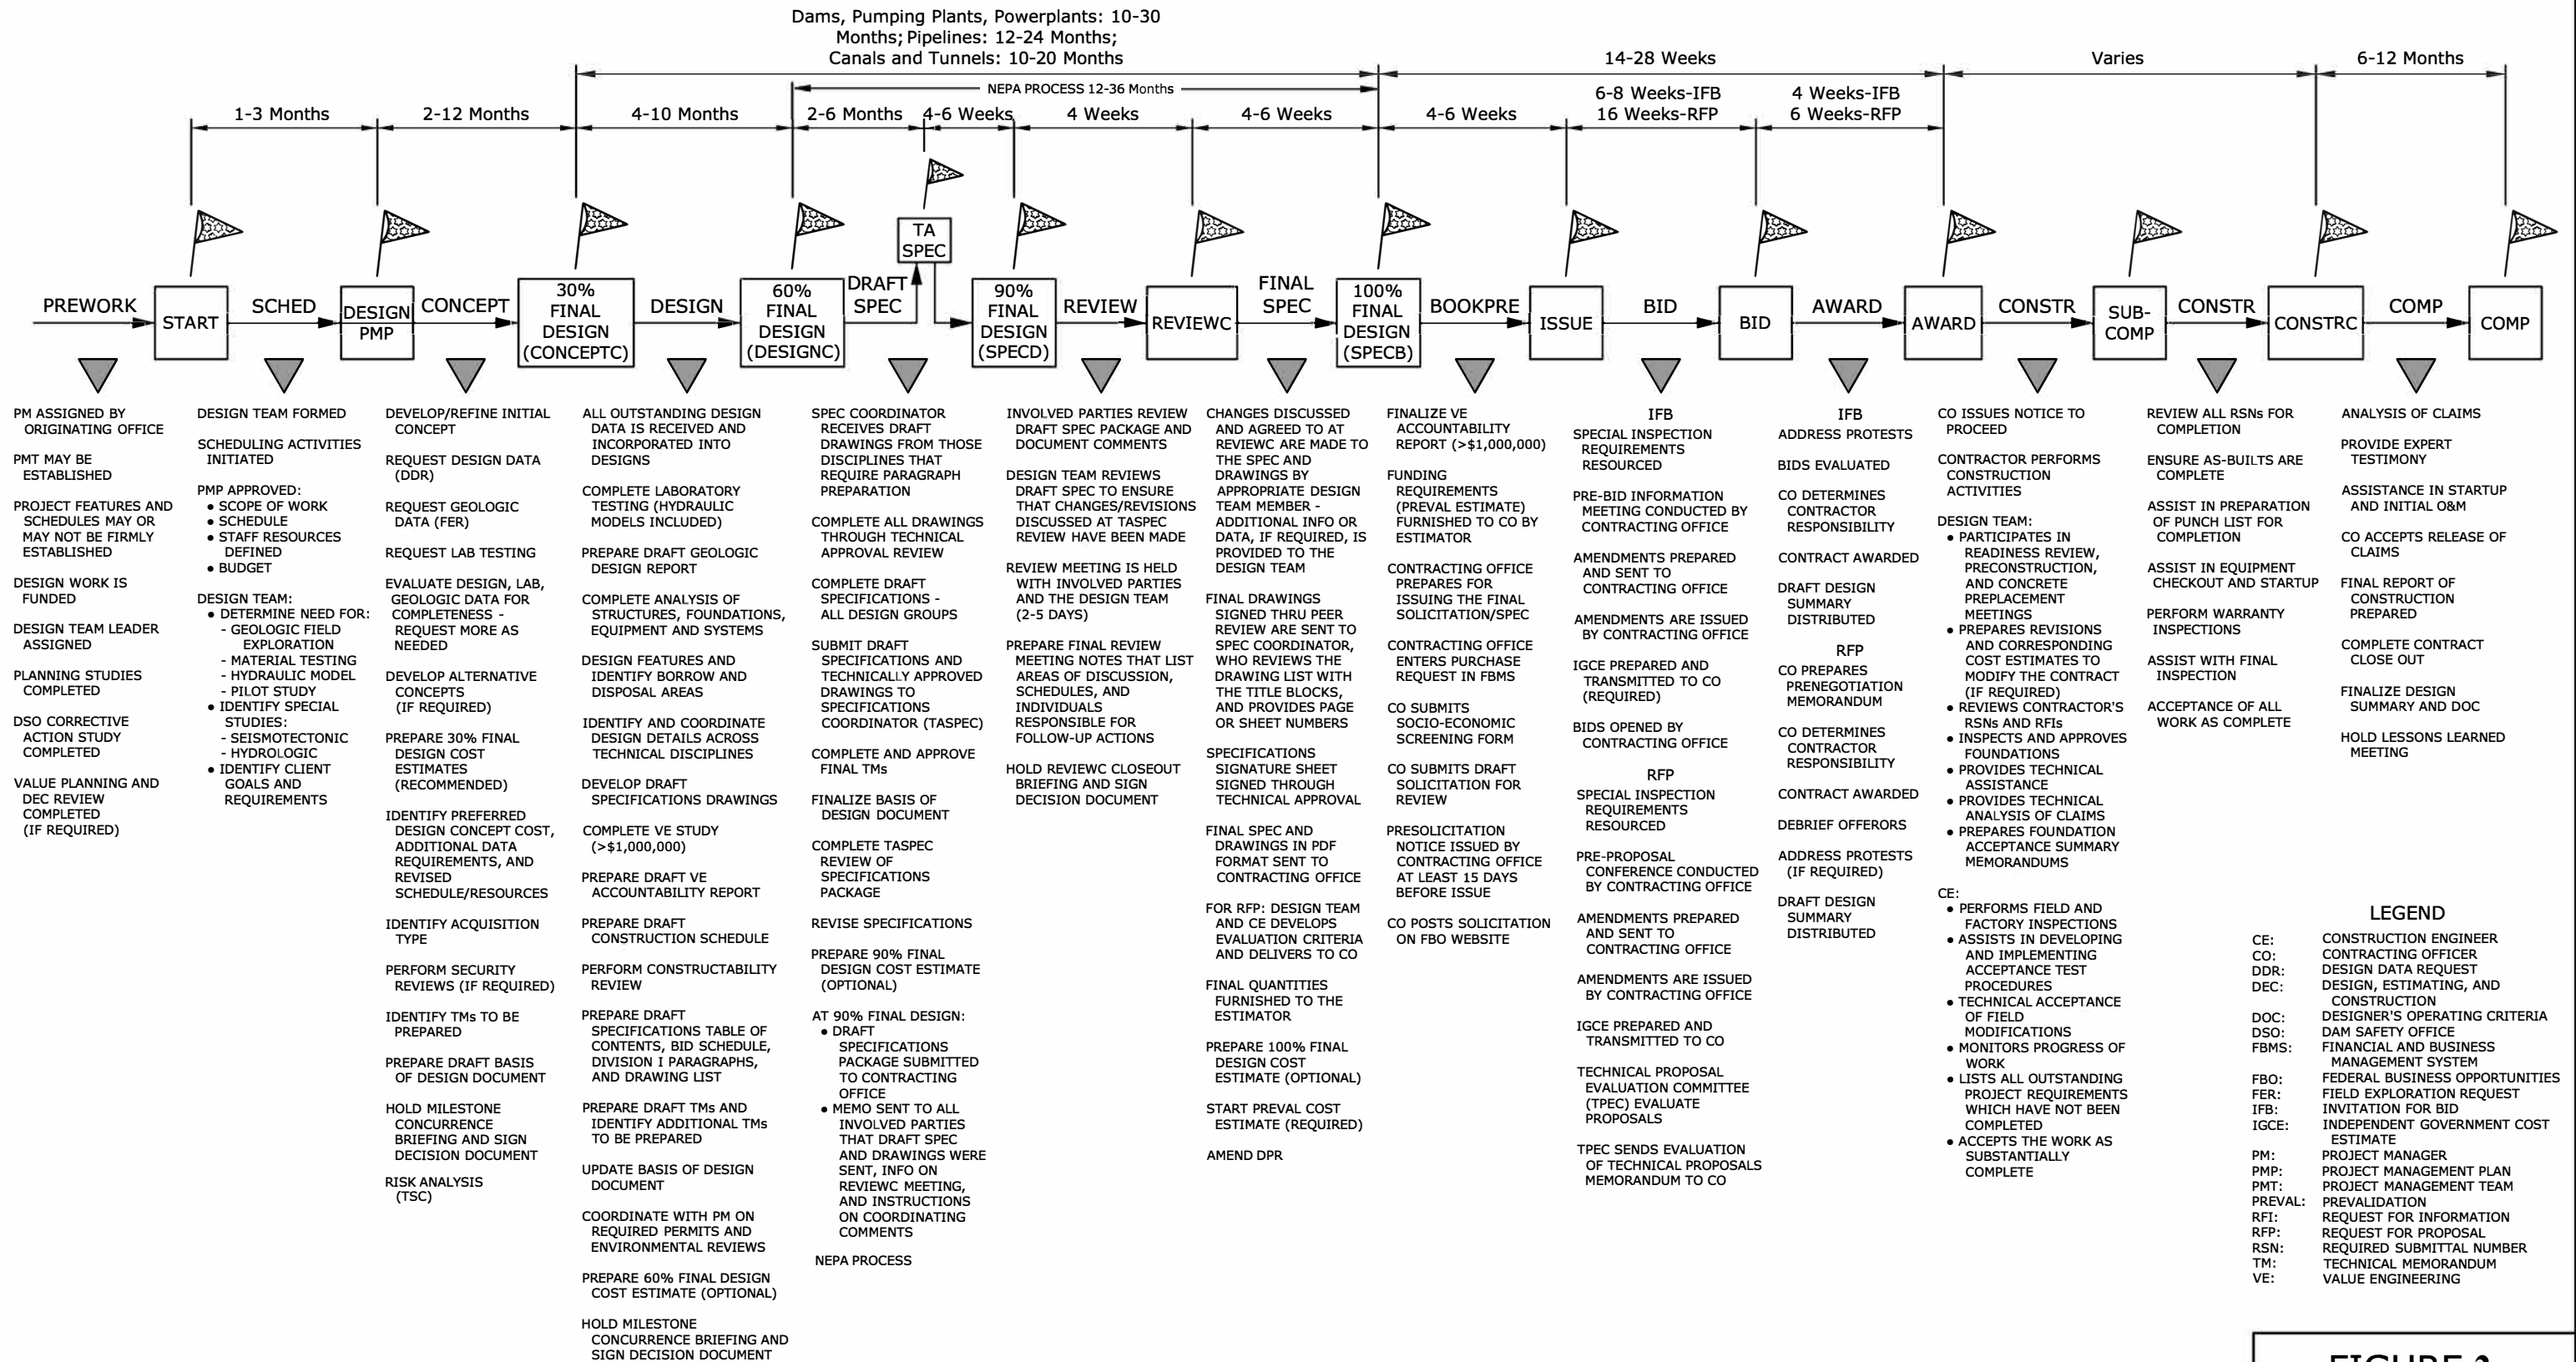 Dams, Pumping Plants, Powerplants: 10-30
Months; Pipelines: 12-24 Months;
Canals and Tunnels: 10-20 Months
14-28 Weeks
Varies
6-12 Months
NEPA PROCESS 12-36 Months
1-3 Months
2-12 Months
4-10 Months
2-6 Months
4-6 Weeks
4 Weeks
4-6 Weeks
4-6 Weeks
6-8 Weeks-IFB
16 Weeks-RFP
4 Weeks-IFB
6 Weeks-RFP
PREWORK
START
SCHED
DESIGN
PMP
CONCEPT
30%
FINAL
DESIGN
(CONCEPTC)
DESIGN
60%
FINAL
DESIGN
(DESIGNC)
DRAFT
SPEC
TA
SPEC
90%
FINAL
DESIGN
(SPECD)
REVIEW
REVIEWC
FINAL
SPEC
100%
FINAL
DESIGN
(SPECB)
BOOKPRE
ISSUE
BID
BID
AWARD
AWARD
CONSTR
SUB-
COMP
CONSTR
CONSTRC
COMP
COMP
PM ASSIGNED BY
ORIGINATING OFFICE
PMT MAY BE
ESTABLISHED
PROJECT FEATURES AND
SCHEDULES MAY OR
MAY NOT BE FIRMLY
ESTABLISHED
DESIGN WORK IS
FUNDED
DESIGN TEAM LEADER
ASSIGNED
PLANNING STUDIES
COMPLETED
DSO CORRECTIVE
ACTION STUDY
COMPLETED
VALUE PLANNING AND
DEC REVIEW
COMPLETED
(IF REQUIRED)
DESIGN TEAM FORMED
SCHEDULING ACTIVITIES
INITIATED
PMP APPROVED:
• SCOPE OF WORK
• SCHEDULE
• STAFF RESOURCES
DEFINED
• BUDGET
DESIGN TEAM:
• DETERMINE NEED FOR:
- GEOLOGIC FIELD
EXPLORATION
- MATERIAL TESTING
- HYDRAULIC MODEL
- PILOT STUDY
• IDENTIFY SPECIAL
STUDIES:
- SEISMOTECTONIC
- HYDROLOGIC
• IDENTIFY CLIENT
GOALS AND
REQUIREMENTS
DEVELOP/REFINE INITIAL
CONCEPT
REQUEST DESIGN DATA
(DDR)
REQUEST GEOLOGIC
DATA (FER)
REQUEST LAB TESTING
EVALUATE DESIGN, LAB,
GEOLOGIC DATA FOR
COMPLETENESS -
REQUEST MORE AS
NEEDED
DEVELOP ALTERNATIVE
CONCEPTS
(IF REQUIRED)
PREPARE 30% FINAL
DESIGN COST
ESTIMATES
(RECOMMENDED)
IDENTIFY PREFERRED
DESIGN CONCEPT COST,
ADDITIONAL DATA
REQUIREMENTS, AND
REVISED
SCHEDULE/RESOURCES
IDENTIFY ACQUISITION
TYPE
PERFORM SECURITY
REVIEWS (IF REQUIRED)
IDENTIFY TMs TO BE
PREPARED
PREPARE DRAFT BASIS
OF DESIGN DOCUMENT
HOLD MILESTONE
CONCURRENCE
BRIEFING AND SIGN
DECISION DOCUMENT
RISK ANALYSIS
(TSC)
ALL OUTSTANDING DESIGN
DATA IS RECEIVED AND
INCORPORATED INTO
DESIGNS
COMPLETE LABORATORY
TESTING (HYDRAULIC
MODELS INCLUDED)
PREPARE DRAFT GEOLOGIC
DESIGN REPORT
COMPLETE ANALYSIS OF
STRUCTURES, FOUNDATIONS,
EQUIPMENT AND SYSTEMS
DESIGN FEATURES AND
IDENTIFY BORROW AND
DISPOSAL AREAS
IDENTIFY AND COORDINATE
DESIGN DETAILS ACROSS
TECHNICAL DISCIPLINES
DEVELOP DRAFT
SPECIFICATIONS DRAWINGS
COMPLETE VE STUDY
(>$1,000,000)
PREPARE DRAFT VE
ACCOUNTABILITY REPORT
PREPARE DRAFT
CONSTRUCTION SCHEDULE
PERFORM CONSTRUCTABILITY
REVIEW
PREPARE DRAFT
SPECIFICATIONS TABLE OF
CONTENTS, BID SCHEDULE,
DIVISION I PARAGRAPHS,
AND DRAWING LIST
PREPARE DRAFT TMs AND
IDENTIFY ADDITIONAL TMs
TO BE PREPARED
UPDATE BASIS OF DESIGN
DOCUMENT
COORDINATE WITH PM ON
REQUIRED PERMITS AND
ENVIRONMENTAL REVIEWS
PREPARE 60% FINAL DESIGN
COST ESTIMATE (OPTIONAL)
HOLD MILESTONE
CONCURRENCE BRIEFING AND
SIGN DECISION DOCUMENT
SPEC COORDINATOR
RECEIVES DRAFT
DRAWINGS FROM THOSE
DISCIPLINES THAT
REQUIRE PARAGRAPH
PREPARATION
COMPLETE ALL DRAWINGS
THROUGH TECHNICAL
APPROVAL REVIEW
COMPLETE DRAFT
SPECIFICATIONS -
ALL DESIGN GROUPS
SUBMIT DRAFT
SPECIFICATIONS AND
TECHNICALLY APPROVED
DRAWINGS TO
SPECIFICATIONS
COORDINATOR (TASPEC)
COMPLETE AND APPROVE
FINAL TMs
FINALIZE BASIS OF
DESIGN DOCUMENT
COMPLETE TASPEC
REVIEW OF
SPECIFICATIONS
PACKAGE
REVISE SPECIFICATIONS
PREPARE 90% FINAL
DESIGN COST ESTIMATE
(OPTIONAL)
AT 90% FINAL DESIGN:
• DRAFT
SPECIFICATIONS
PACKAGE SUBMITTED
TO CONTRACTING
OFFICE
• MEMO SENT TO ALL
INVOLVED PARTIES
THAT DRAFT SPEC
AND DRAWINGS WERE
SENT, INFO ON
REVIEWC MEETING,
AND INSTRUCTIONS
ON COORDINATING
COMMENTS
NEPA PROCESS
INVOLVED PARTIES REVIEW
DRAFT SPEC PACKAGE AND
DOCUMENT COMMENTS
DESIGN TEAM REVIEWS
DRAFT SPEC TO ENSURE
THAT CHANGES/REVISIONS
DISCUSSED AT TASPEC
REVIEW HAVE BEEN MADE
REVIEW MEETING IS HELD
WITH INVOLVED PARTIES
AND THE DESIGN TEAM
(2-5 DAYS)
PREPARE FINAL REVIEW
MEETING NOTES THAT LIST
AREAS OF DISCUSSION,
SCHEDULES, AND
INDIVIDUALS
RESPONSIBLE FOR
FOLLOW-UP ACTIONS
HOLD REVIEWC CLOSEOUT
BRIEFING AND SIGN
DECISION DOCUMENT
CHANGES DISCUSSED
AND AGREED TO AT
REVIEWC ARE MADE TO
THE SPEC AND
DRAWINGS BY
APPROPRIATE DESIGN
TEAM MEMBER -
ADDITIONAL INFO OR
DATA, IF REQUIRED, IS
PROVIDED TO THE
DESIGN TEAM
FINAL DRAWINGS
SIGNED THRU PEER
REVIEW ARE SENT TO
SPEC COORDINATOR,
WHO REVIEWS THE
DRAWING LIST WITH
THE TITLE BLOCKS,
AND PROVIDES PAGE
OR SHEET NUMBERS
SPECIFICATIONS
SIGNATURE SHEET
SIGNED THROUGH
TECHNICAL APPROVAL
FINAL SPEC AND
DRAWINGS IN PDF
FORMAT SENT TO
CONTRACTING OFFICE
FOR RFP: DESIGN TEAM
AND CE DEVELOPS
EVALUATION CRITERIA
AND DELIVERS TO CO
FINAL QUANTITIES
FURNISHED TO THE
ESTIMATOR
PREPARE 100% FINAL
DESIGN COST
ESTIMATE (OPTIONAL)
START PREVAL COST
ESTIMATE (REQUIRED)
AMEND DPR
FINALIZE VE
ACCOUNTABILITY
REPORT (>$1,000,000)
FUNDING
REQUIREMENTS
(PREVAL ESTIMATE)
FURNISHED TO CO BY
ESTIMATOR
CONTRACTING OFFICE
PREPARES FOR
ISSUING THE FINAL
SOLICITATION/SPEC
CONTRACTING OFFICE
ENTERS PURCHASE
REQUEST IN FBMS
CO SUBMITS
SOCIO-ECONOMIC
SCREENING FORM
CO SUBMITS DRAFT
SOLICITATION FOR
REVIEW
PRESOLICITATION
NOTICE ISSUED BY
CONTRACTING OFFICE
AT LEAST 15 DAYS
BEFORE ISSUE
CO POSTS SOLICITATION
ON FBO WEBSITE
IFB
SPECIAL INSPECTION
REQUIREMENTS
RESOURCED
PRE-BID INFORMATION
MEETING CONDUCTED BY
CONTRACTING OFFICE
AMENDMENTS PREPARED
AND SENT TO
CONTRACTING OFFICE
AMENDMENTS ARE ISSUED
BY CONTRACTING OFFICE
IGCE PREPARED AND
TRANSMITTED TO CO
(REQUIRED)
BIDS OPENED BY
CONTRACTING OFFICE
RFP
SPECIAL INSPECTION
REQUIREMENTS
RESOURCED
PRE-PROPOSAL
CONFERENCE CONDUCTED
BY CONTRACTING OFFICE
AMENDMENTS PREPARED
AND SENT TO
CONTRACTING OFFICE
AMENDMENTS ARE ISSUED
BY CONTRACTING OFFICE
IGCE PREPARED AND
TRANSMITTED TO CO
TECHNICAL PROPOSAL
EVALUATION COMMITTEE
(TPEC) EVALUATE
PROPOSALS
TPEC SENDS EVALUATION
OF TECHNICAL PROPOSALS
MEMORANDUM TO CO
IFB
ADDRESS PROTESTS
BIDS EVALUATED
CO DETERMINES
CONTRACTOR
RESPONSIBILITY
CONTRACT AWARDED
DRAFT DESIGN
SUMMARY
DISTRIBUTED
RFP
CO PREPARES
PRENEGOTIATION
MEMORANDUM
CO DETERMINES
CONTRACTOR
RESPONSIBILITY
CONTRACT AWARDED
DEBRIEF OFFERORS
ADDRESS PROTESTS
(IF REQUIRED)
DRAFT DESIGN
SUMMARY
DISTRIBUTED
CO ISSUES NOTICE TO
PROCEED
CONTRACTOR PERFORMS
CONSTRUCTION
ACTIVITIES
DESIGN TEAM:
• PARTICIPATES IN
READINESS REVIEW,
PRECONSTRUCTION,
AND CONCRETE
PREPLACEMENT
MEETINGS
• PREPARES REVISIONS
AND CORRESPONDING
COST ESTIMATES TO
MODIFY THE CONTRACT
(IF REQUIRED)
• REVIEWS CONTRACTOR'S
RSNs AND RFIs
• INSPECTS AND APPROVES
FOUNDATIONS
• PROVIDES TECHNICAL
ASSISTANCE
• PROVIDES TECHNICAL
ANALYSIS OF CLAIMS
• PREPARES FOUNDATION
ACCEPTANCE SUMMARY
MEMORANDUMS
CE:
• PERFORMS FIELD AND
FACTORY INSPECTIONS
• ASSISTS IN DEVELOPING
AND IMPLEMENTING
ACCEPTANCE TEST
PROCEDURES
• TECHNICAL ACCEPTANCE
OF FIELD
MODIFICATIONS
• MONITORS PROGRESS OF
WORK
• LISTS ALL OUTSTANDING
PROJECT REQUIREMENTS
WHICH HAVE NOT BEEN
COMPLETED
• ACCEPTS THE WORK AS
SUBSTANTIALLY
COMPLETE
REVIEW ALL RSNs FOR
COMPLETION
ENSURE AS-BUILTS ARE
COMPLETE
ASSIST IN PREPARATION
OF PUNCH LIST FOR
COMPLETION
ASSIST IN EQUIPMENT
CHECKOUT AND STARTUP
PERFORM WARRANTY
INSPECTIONS
ASSIST WITH FINAL
INSPECTION
ACCEPTANCE OF ALL
WORK AS COMPLETE
ANALYSIS OF CLAIMS
PROVIDE EXPERT
TESTIMONY
ASSISTANCE IN STARTUP
AND INITIAL O&M
CO ACCEPTS RELEASE OF
CLAIMS
FINAL REPORT OF
CONSTRUCTION
PREPARED
COMPLETE CONTRACT
CLOSE OUT
FINALIZE DESIGN
SUMMARY AND DOC
HOLD LESSONS LEARNED
MEETING
LEGEND
CE: CONSTRUCTION ENGINEER
CO: CONTRACTING OFFICER
DDR: DESIGN DATA REQUEST
DEC: DESIGN, ESTIMATING, AND
CONSTRUCTION
DOC: DESIGNER'S OPERATING CRITERIA
DSO: DAM SAFETY OFFICE
FBMS: FINANCIAL AND BUSINESS
MANAGEMENT SYSTEM
FBO: FEDERAL BUSINESS OPPORTUNITIES
FER: FIELD EXPLORATION REQUEST
IFB: INVITATION FOR BID
IGCE: INDEPENDENT GOVERNMENT COST
ESTIMATE
PM: PROJECT MANAGER
PMP: PROJECT MANAGEMENT PLAN
PMT: PROJECT MANAGEMENT TEAM
PREVAL: PREVALIDATION
RFI: REQUEST FOR INFORMATION
RFP: REQUEST FOR PROPOSAL
RSN: REQUIRED SUBMITTAL NUMBER
TM: TECHNICAL MEMORANDUM
VE: VALUE ENGINEERING
FIGURE 2